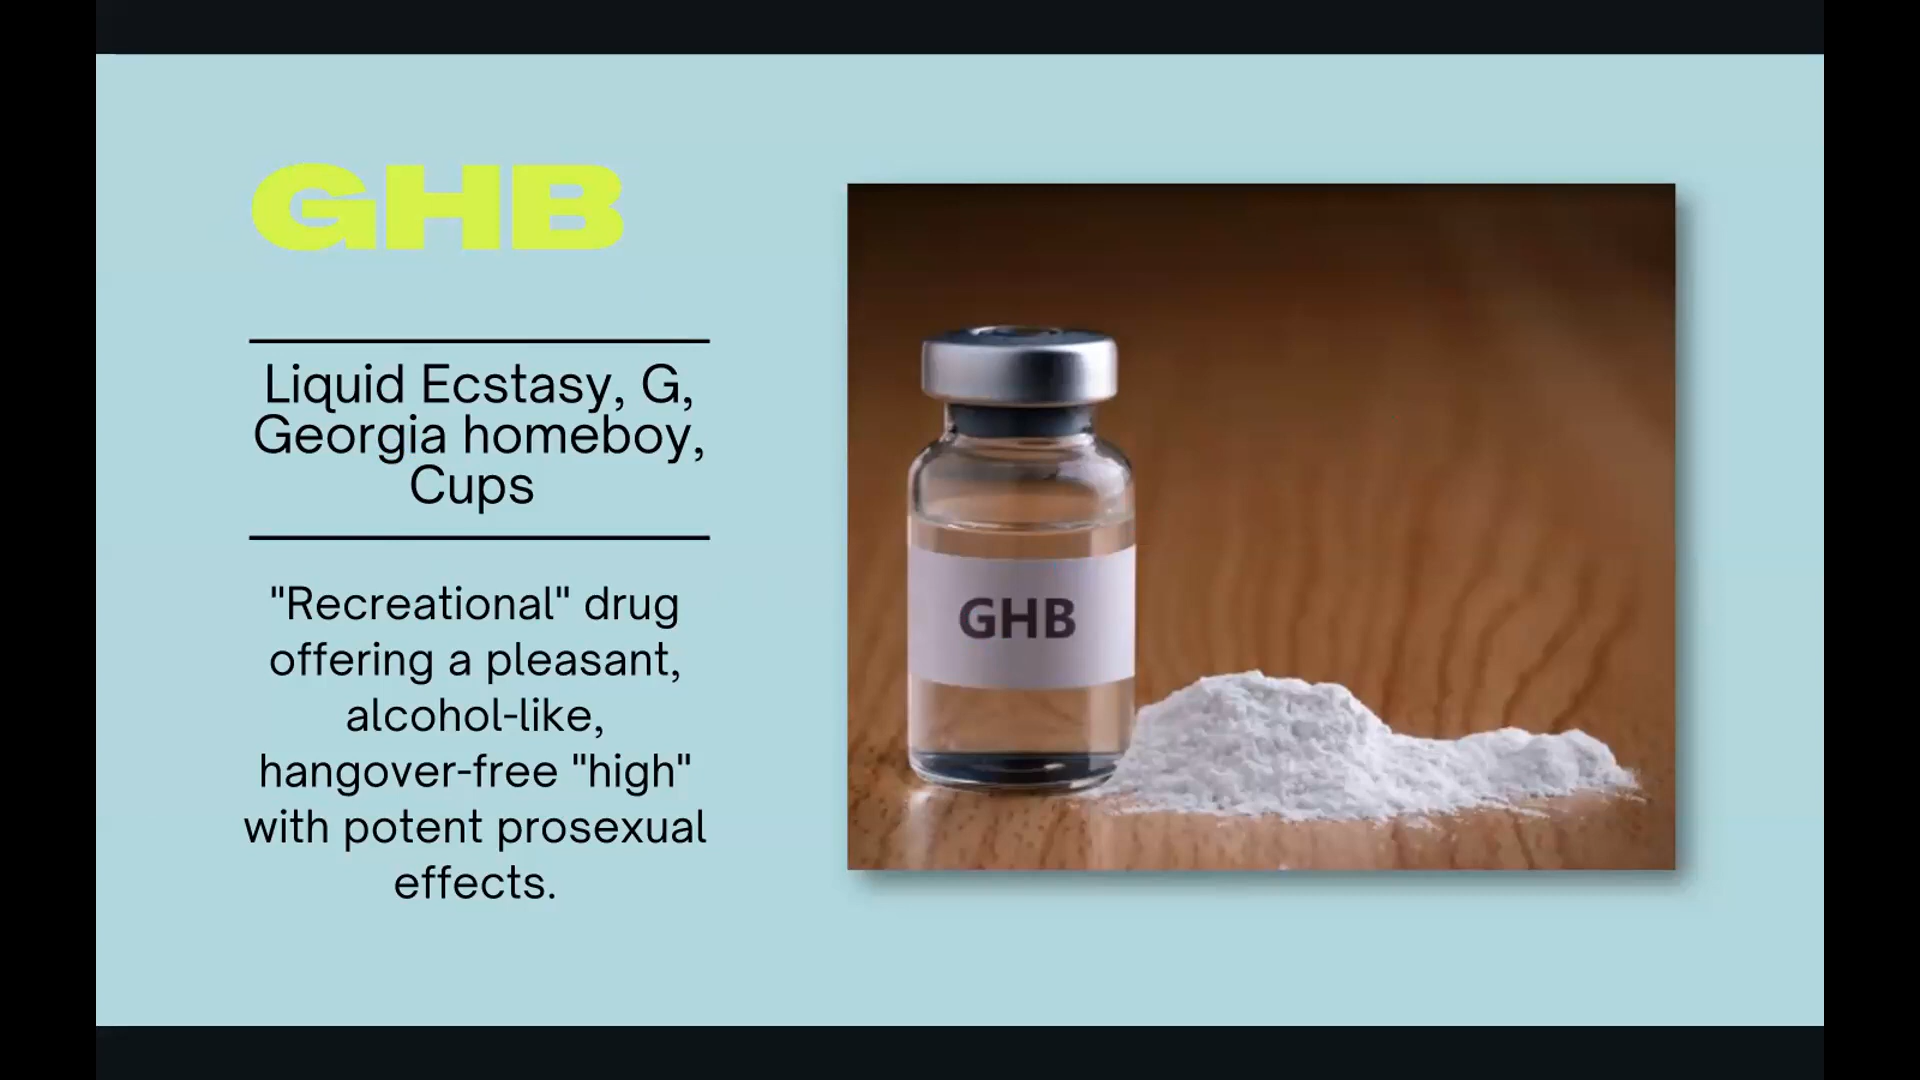 GHB
Liquid Ecstasy, G,
Georgia homeboy,
Cups
"Recreational" drug
offering a pleasant,
alcohol-like,
hangover-free "high"
with potent prosexual
effects.
GHB